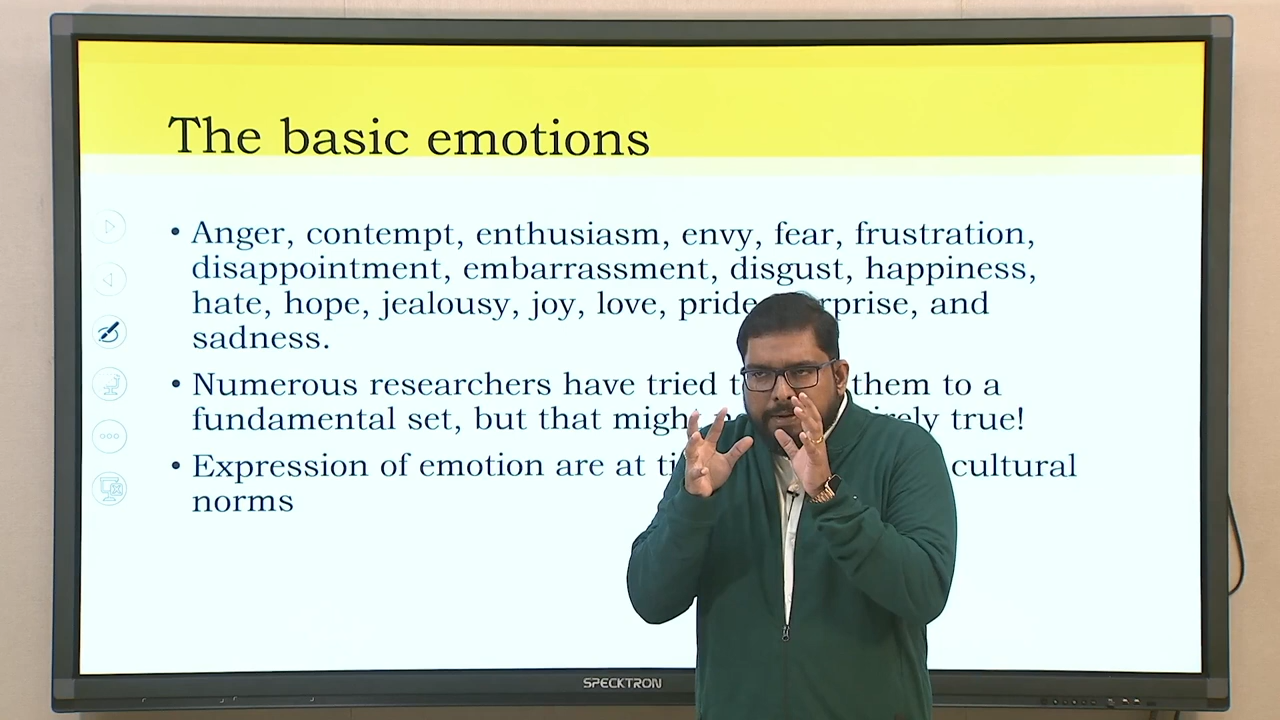 The basic emotions
• Anger, contempt, enthusiasm, envy, fear, frustration,
disappointment, embarrassment, disgust, happiness,
hate, hope, jealousy, joy, love, pride, surprise, and
sadness.
• Numerous researchers have tried them to a
fundamental set, but that might true!
• Expression of emotion are at cultural
norms
SPECKTRON